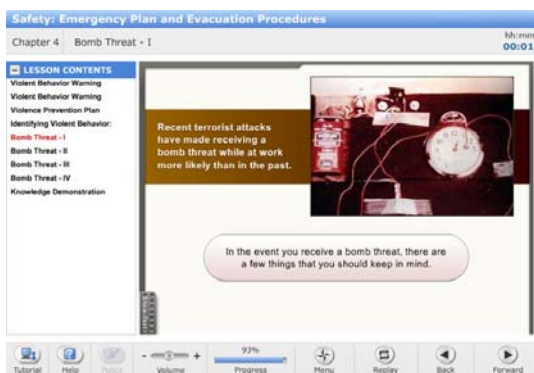 Safety: Emergency Plan and Evacuation Procedures
Chapter 4 Bomb Threat - I
hh:mm
00:01
LESSON CONTENTS
Violent Behavior Warning
Violent Behavior Warning
Violence Prevention Plan
Identifying Violent Behavior:
Bomb Threat - I
Bomb Threat - II
Bomb Threat - III
Bomb Threat - IV
Knowledge Demonstration
Recent terrorist attacks
have made receiving a
bomb threat while at work
more likely than in the past.
In the event you receive a bomb threat, there are
a few things that you should keep in mind.
93%
Tutorial Help Policy - + Volume Progress Menu Replay Back Forward